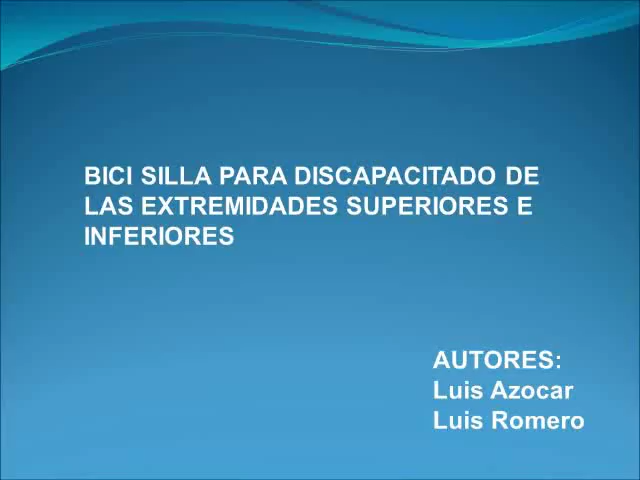 BICI SILLA PARA DISCAPACITADO DE
LAS EXTREMIDADES SUPERIORES E
INFERIORES
AUTORES:
Luis Azocar
Luis Romero